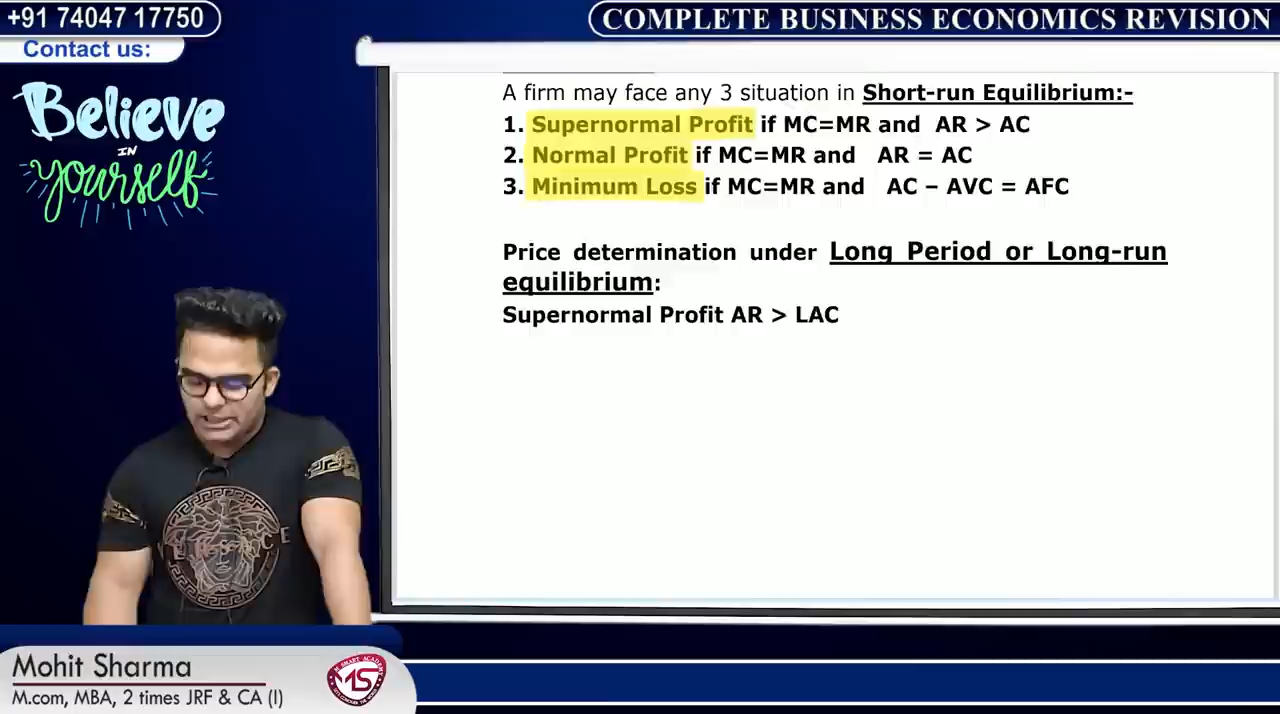 +91 74047 17750
COMPLETE BUSINESS ECONOMICS REVISION
Contact us:
Believe
IN
yourself
A firm may face any 3 situation in Short-run Equilibrium:-
1. Supernormal Profit if MC=MR and AR > AC
2. Normal Profit if MC=MR and AR = AC
3. Minimum Loss if MC=MR and AC – AVC = AFC
Price determination under Long Period or Long-run
equilibrium:
Supernormal Profit AR > LAC
Mohit Sharma
M.com, MBA, 2 times JRF & CA (I)
MS